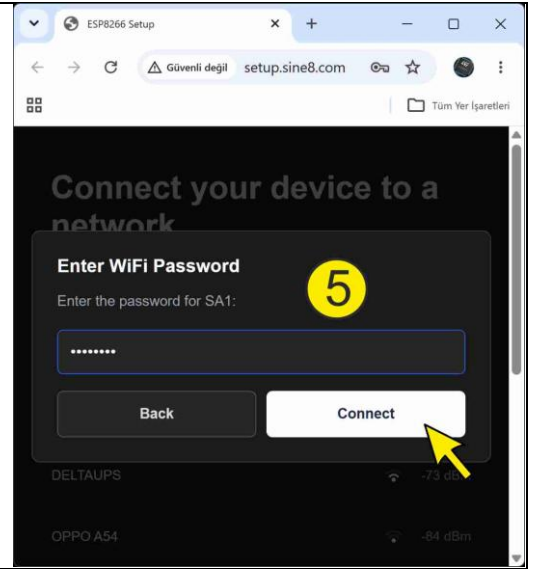 ESP8266 Setup
Güvenli değil setup.sine8.com
Tüm Yer İşaretleri
Connect your device to a
network
Enter WiFi Password
5
Enter the password for SA1:
••••••••
Back Connect
DELTAUPS -73 dBm
OPPO A54 -84 dBm